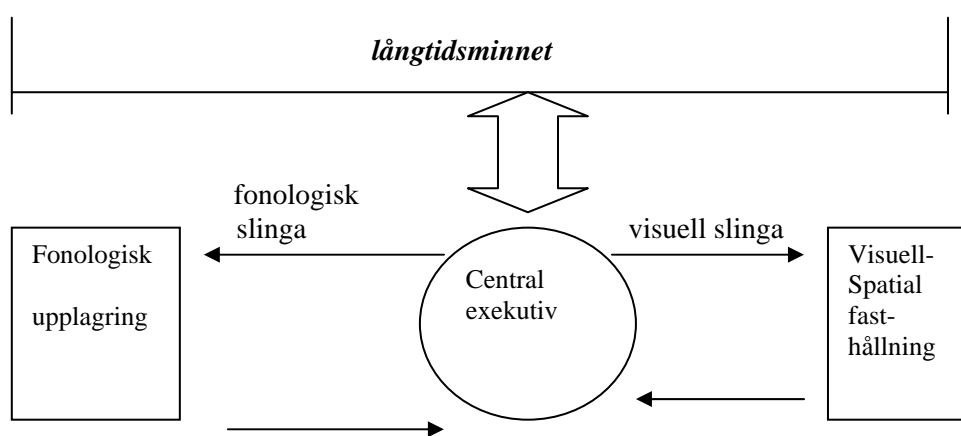 långtidsminnet
fonologisk
slinga
visuell slinga
Fonologisk
upplagring
Central
exekutiv
Visuell-
Spatial
fast-
hållning